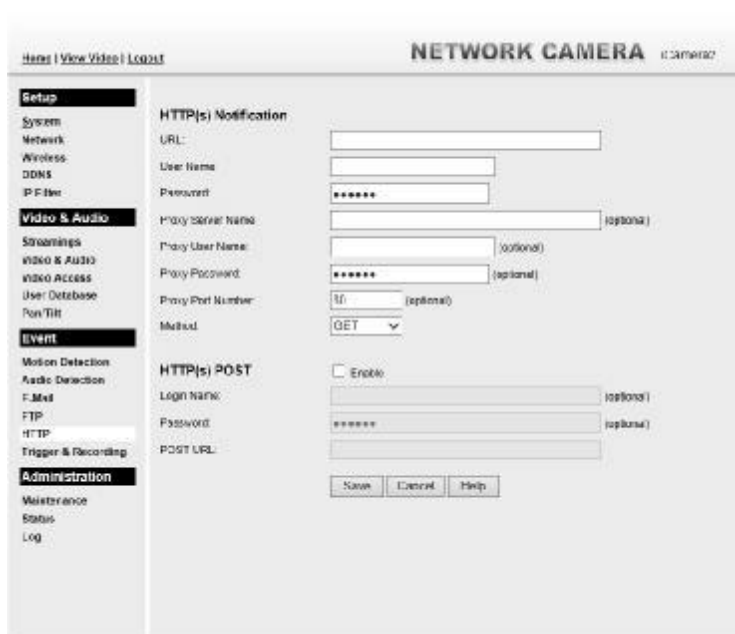 Home | View Video | Logout
NETWORK CAMERA iCamera2
Setup
System
Network
Wireless
DDNS
IP Filter
Video & Audio
Streamings
Video & Audio
Video Access
User Database
Pan/Tilt
Event
Motion Detection
Audio Detection
E-Mail
FTP
HTTP
Trigger & Recording
Administration
Maintenance
Status
Log
HTTP(s) Notification
URL:
User Name
Password:
Proxy Server Name (optional)
Proxy User Name: (optional)
Proxy Password: (optional)
Proxy Port Number: 80 (optional)
Method: GET
HTTP(s) POST Enable
Login Name: (optional)
Password: (optional)
POST URL:
Save Cancel Help